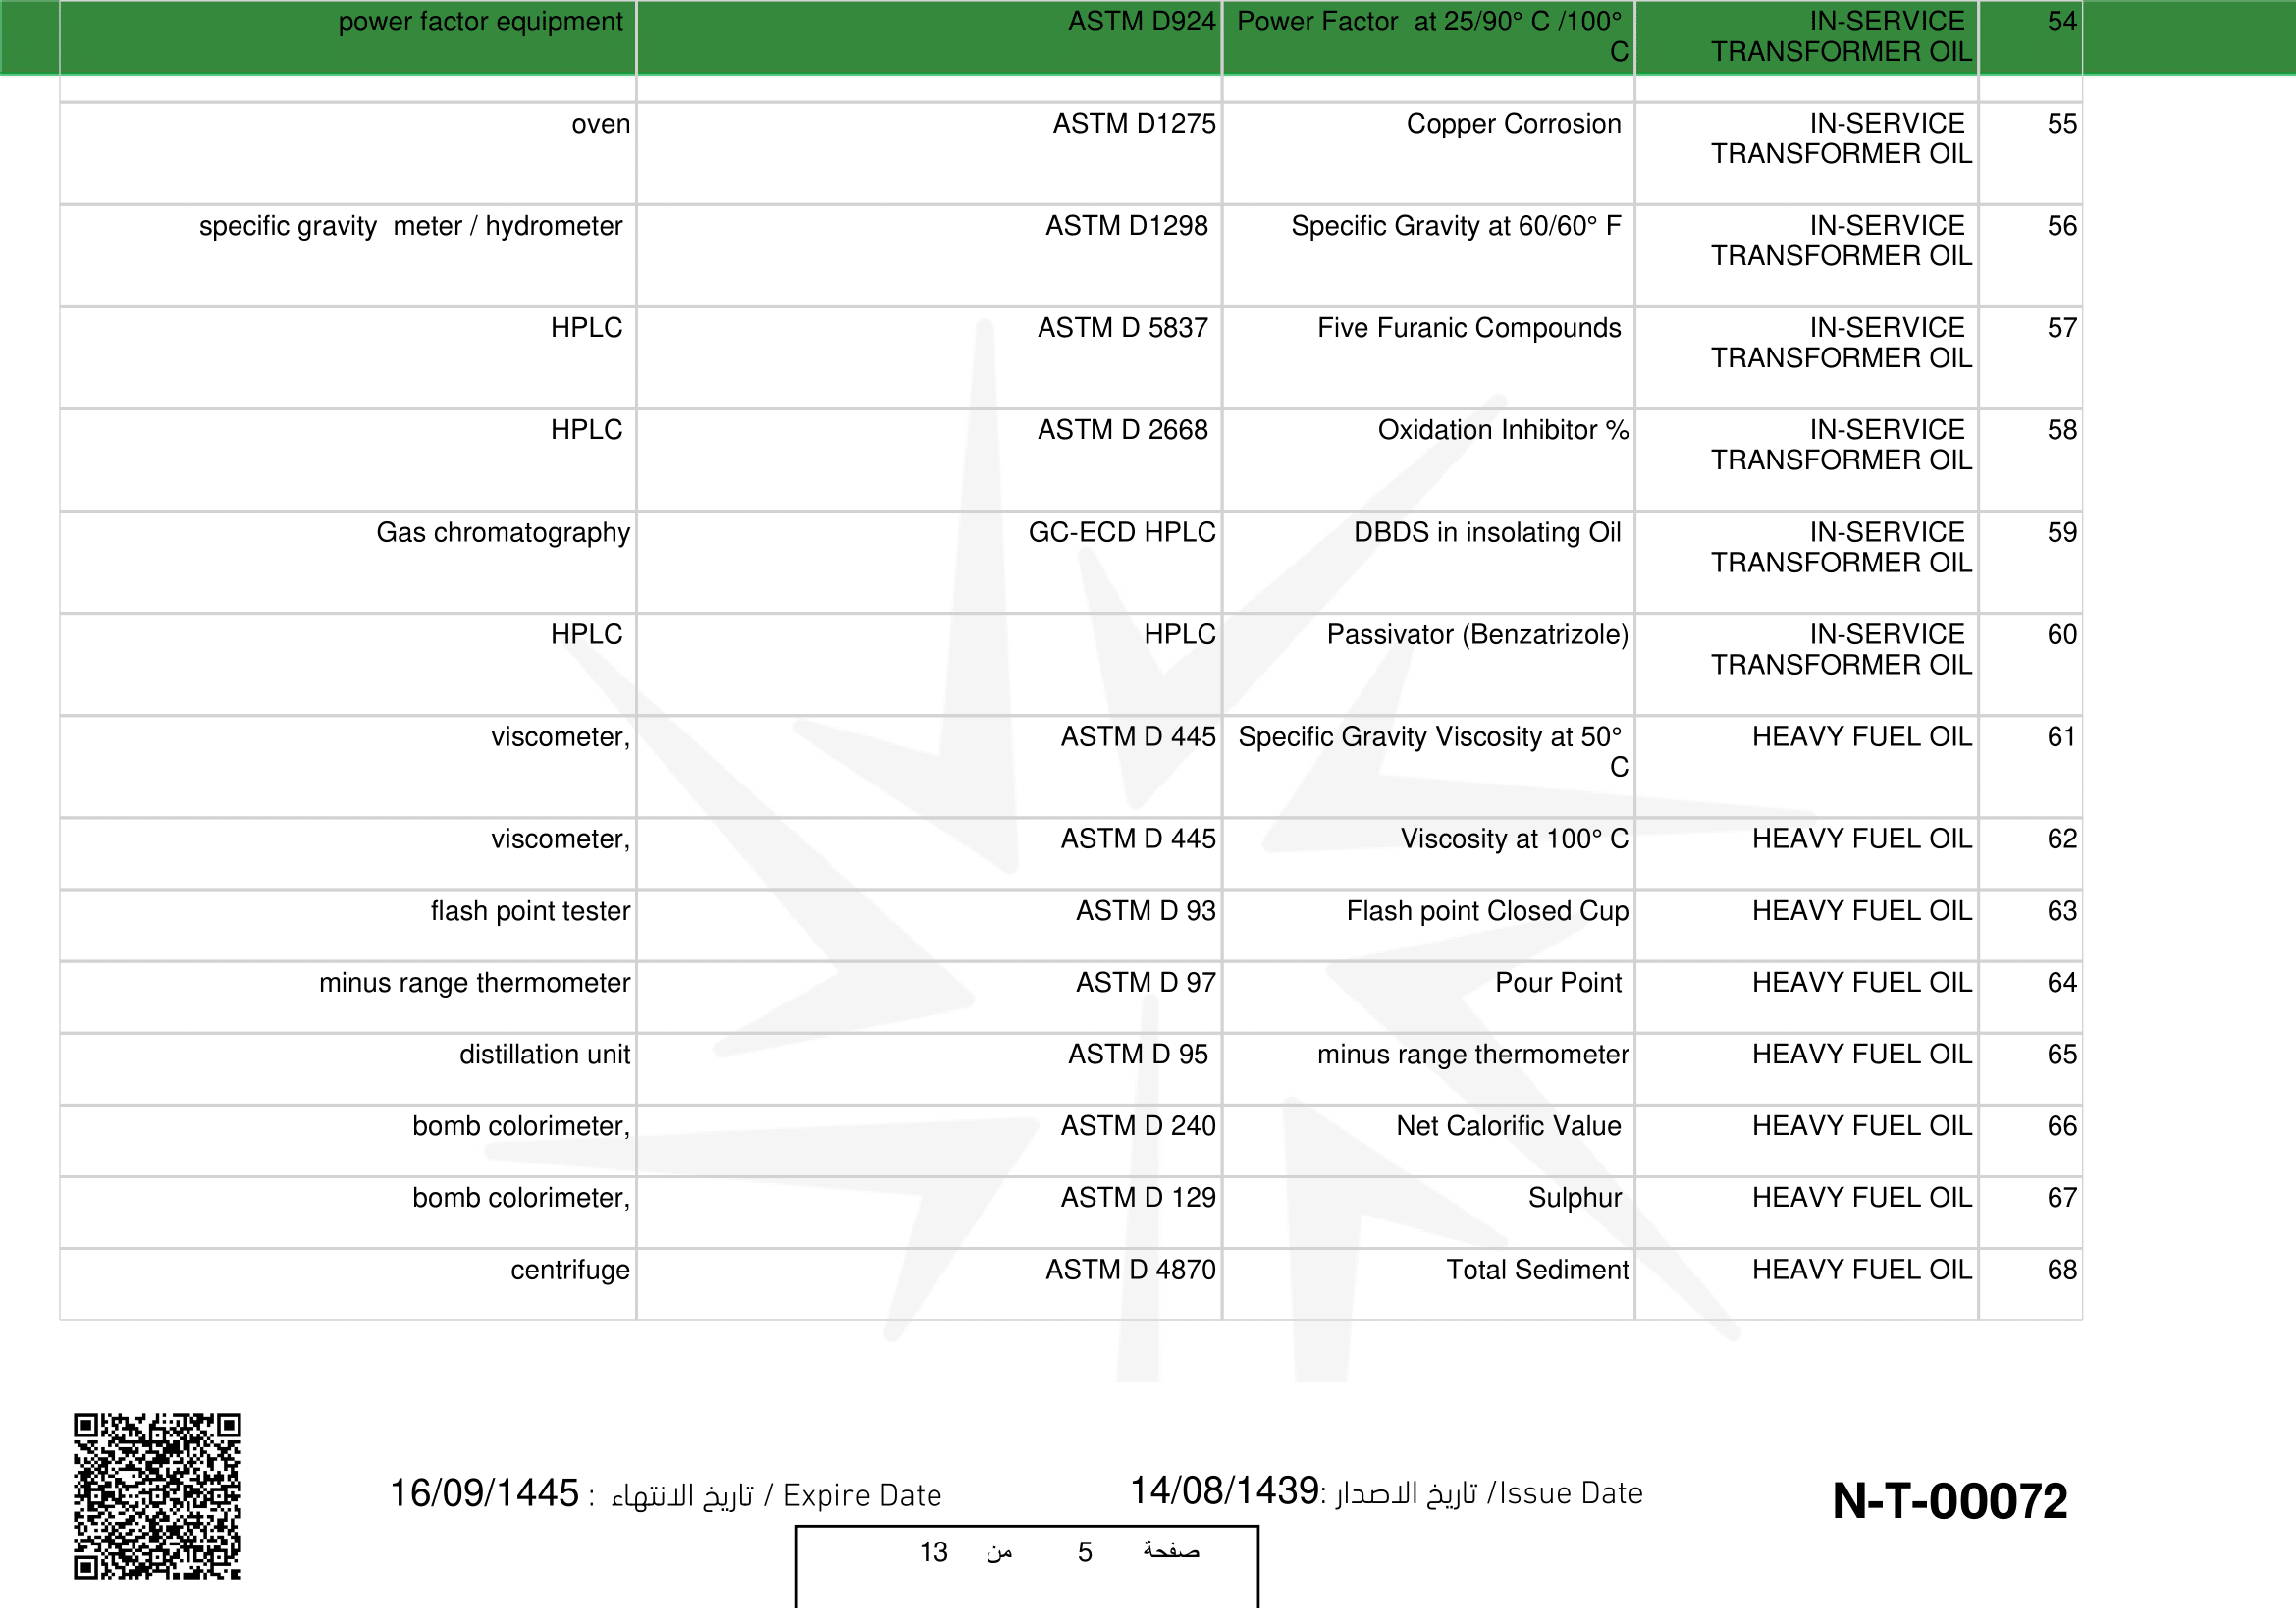 54 IN-SERVICE Power Factor at 25/90° C /100° ASTM D924 power factor equipment
TRANSFORMER OIL C
55 IN-SERVICE Copper Corrosion ASTM D1275 oven
TRANSFORMER OIL
56 IN-SERVICE Specific Gravity at 60/60° F ASTM D1298 specific gravity meter / hydrometer
TRANSFORMER OIL
57 IN-SERVICE Five Furanic Compounds ASTM D 5837 HPLC
TRANSFORMER OIL
58 IN-SERVICE Oxidation Inhibitor % ASTM D 2668 HPLC
TRANSFORMER OIL
59 IN-SERVICE DBDS in insolating Oil GC-ECD HPLC Gas chromatography
TRANSFORMER OIL
60 IN-SERVICE Passivator (Benzatrizole) HPLC HPLC
TRANSFORMER OIL
61 HEAVY FUEL OIL Specific Gravity Viscosity at 50° ASTM D 445 viscometer,
C
62 HEAVY FUEL OIL Viscosity at 100° C ASTM D 445 viscometer,
63 HEAVY FUEL OIL Flash point Closed Cup ASTM D 93 flash point tester
64 HEAVY FUEL OIL Pour Point ASTM D 97 minus range thermometer
65 HEAVY FUEL OIL minus range thermometer ASTM D 95 distillation unit
66 HEAVY FUEL OIL Net Calorific Value ASTM D 240 bomb colorimeter,
67 HEAVY FUEL OIL Sulphur ASTM D 129 bomb colorimeter,
68 HEAVY FUEL OIL Total Sediment ASTM D 4870 centrifuge
N-T-00072
Issue Date/ تاريخ الاصدار :14/08/1439
Expire Date / تاريخ الانتهاء : 16/09/1445
صفحة 5 من 13